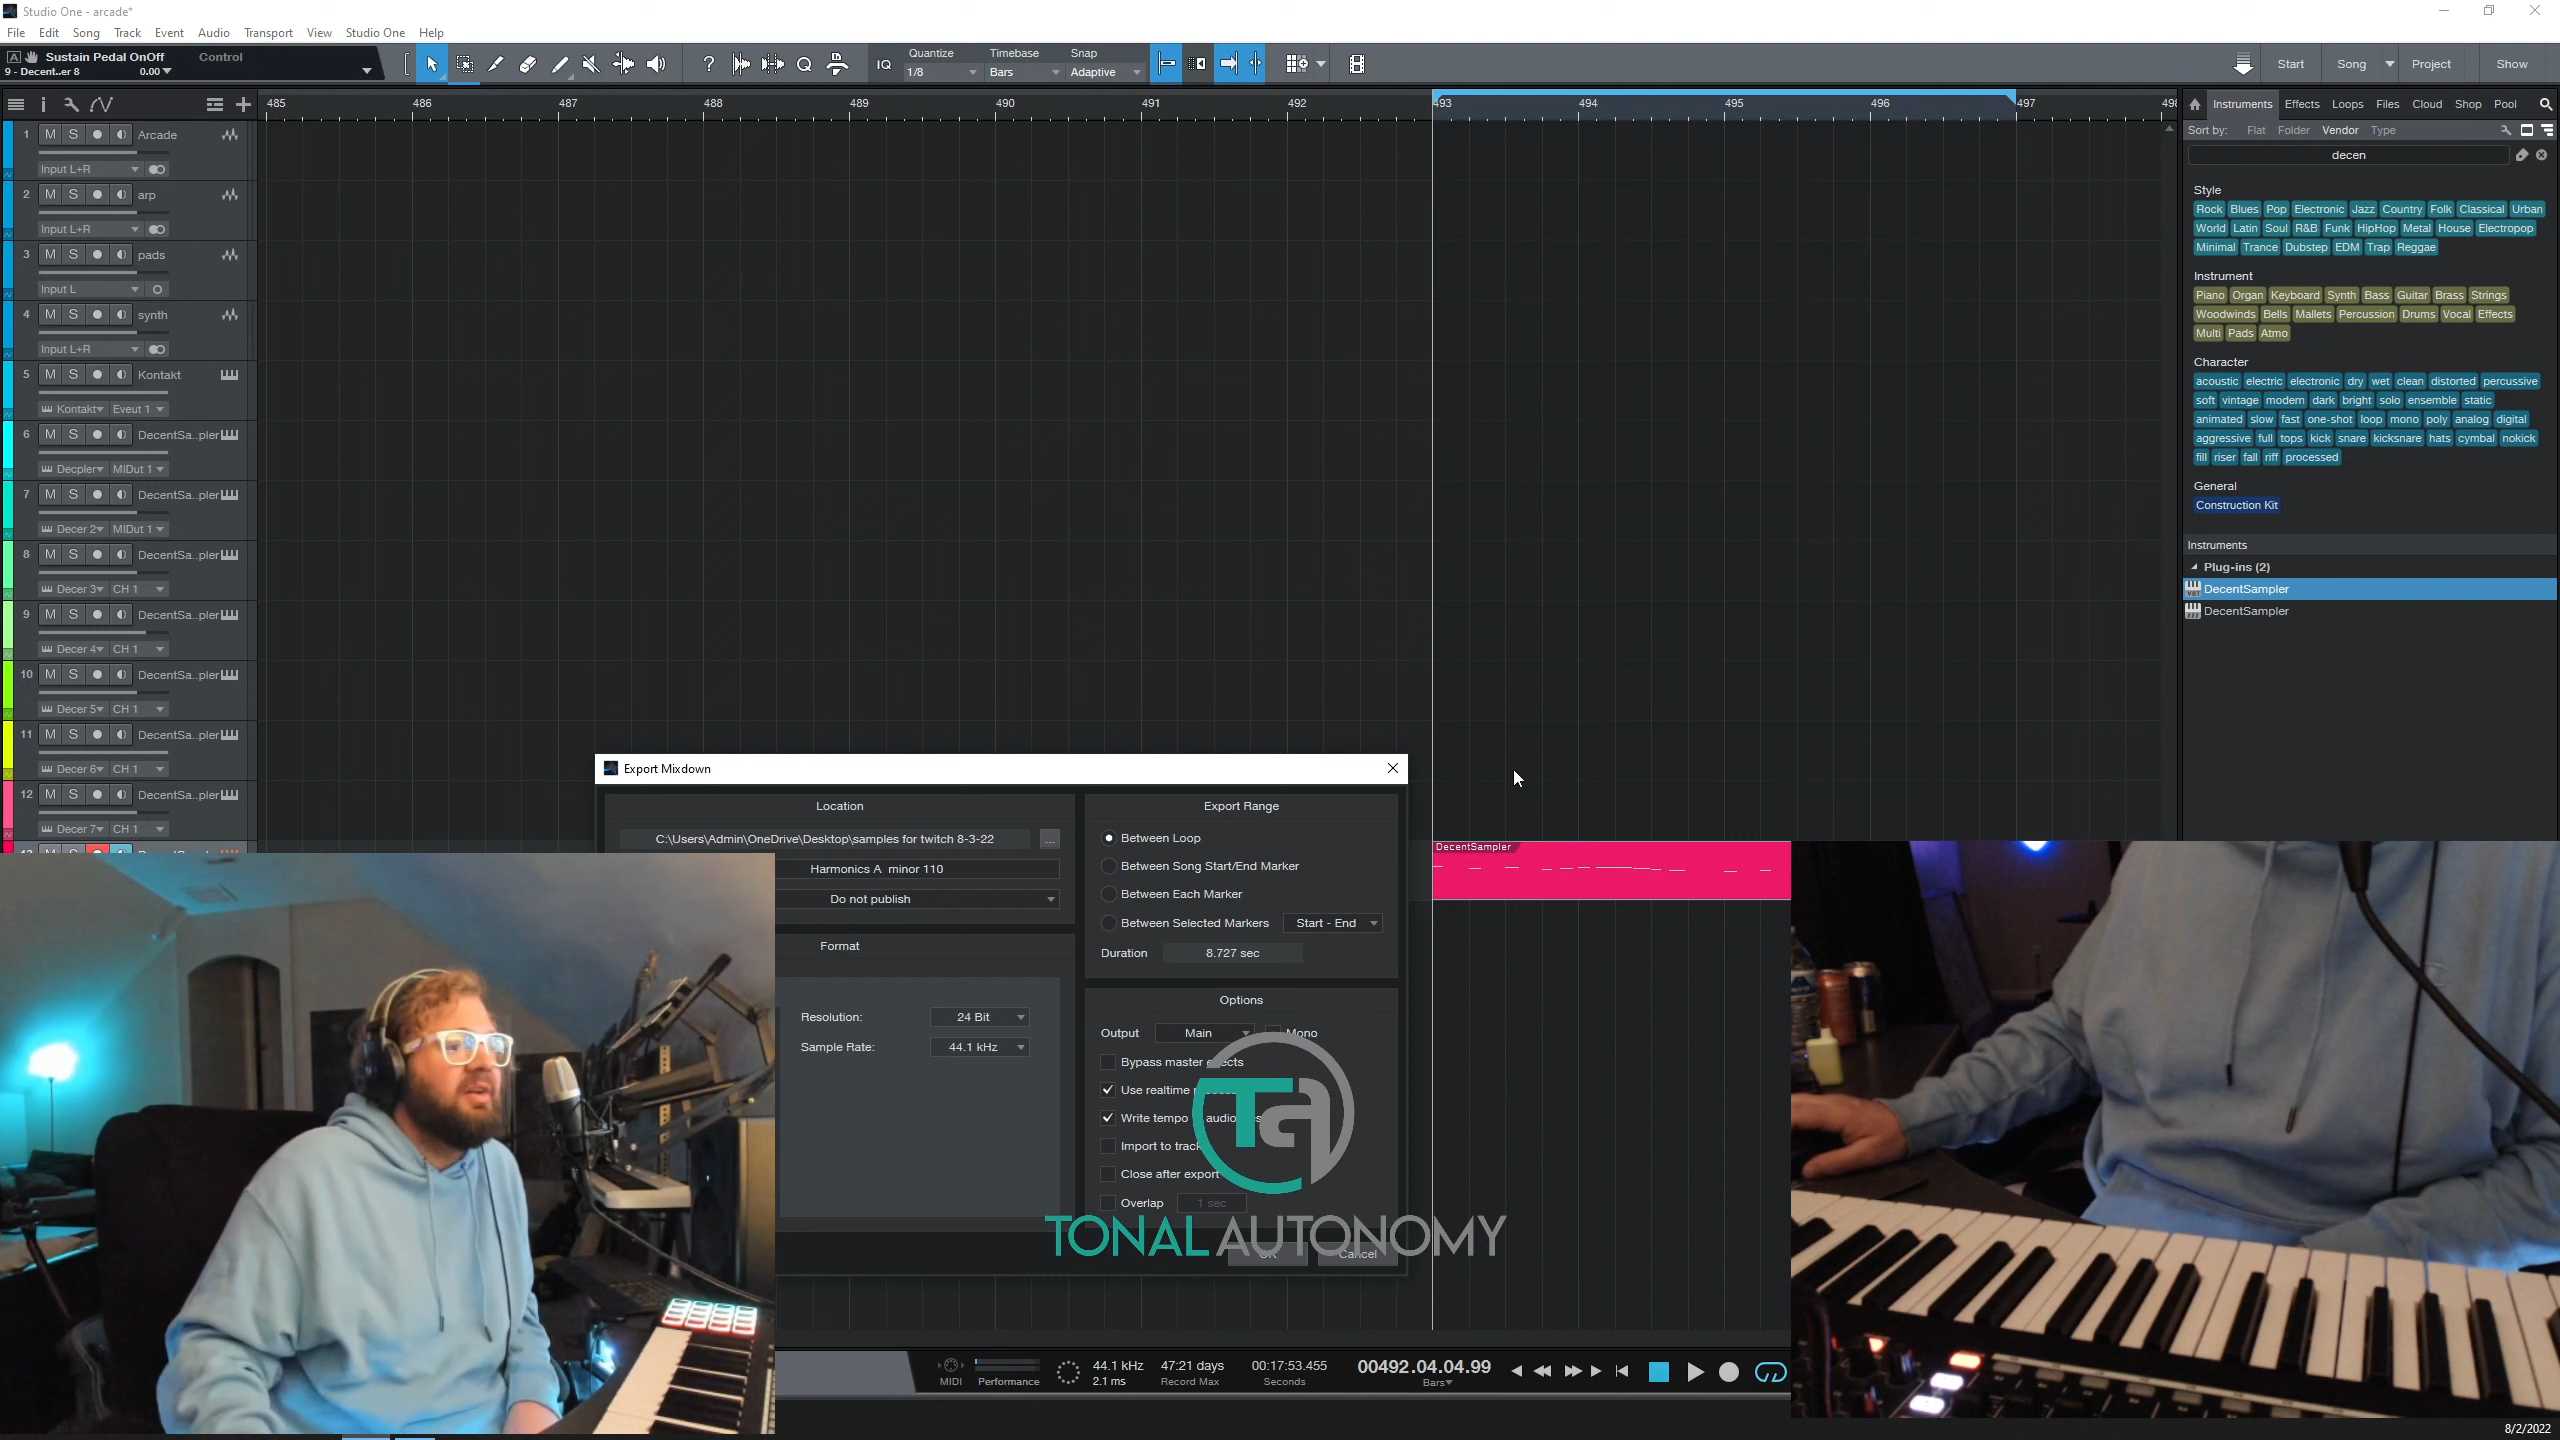 Studio One - arcade*
File Edit Song Track Event Audio Transport View Studio One Help
Sustain Pedal OnOff Control
9 - Decent..er 8 0.00
Quantize Timebase Snap
IQ 1/8 Bars Adaptive
Start Song Project Show
485 486 487 488 489 490 491 492 493 494 495 496 497 498
1 M S Arcade
Input L+R
2 M S arp
Input L+R
3 M S pads
Input L
4 M S synth
Input L+R
5 M S Kontakt
Kontakt Eveut 1
6 M S DecentSa..pler
Decpler MIDut 1
7 M S DecentSa..pler
Decer 2 MIDut 1
8 M S DecentSa..pler
Decer 3 CH 1
9 M S DecentSa..pler
Decer 4 CH 1
10 M S DecentSa..pler
Decer 5 CH 1
11 M S DecentSa..pler
Decer 6 CH 1
12 M S DecentSa..pler
Decer 7 CH 1
Instruments Effects Loops Files Cloud Shop Pool
Sort by: Flat Folder Vendor Type
decen
Style
Rock Blues Pop Electronic Jazz Country Folk Classical Urban
World Latin Soul R&B Funk HipHop Metal House Electropop
Minimal Trance Dubstep EDM Trap Reggae
Instrument
Piano Organ Keyboard Synth Bass Guitar Brass Strings
Woodwinds Bells Mallets Percussion Drums Vocal Effects
Multi Pads Atmo
Character
acoustic electric electronic dry wet clean distorted percussive
soft vintage modern dark bright solo ensemble static
animated slow fast one-shot loop mono poly analog digital
aggressive full tops kick snare kicksnare hats cymbal nokick
fill riser fall riff processed
General
Construction Kit
Instruments
Plug-ins (2)
DecentSampler
DecentSampler
Export Mixdown
Location
C:\Users\Admin\OneDrive\Desktop\samples for twitch 8-3-22 ...
Harmonics A minor 110
Do not publish
Format
Resolution: 24 Bit
Sample Rate: 44.1 kHz
Export Range
Between Loop
Between Song Start/End Marker
Between Each Marker
Between Selected Markers Start - End
Duration 8.727 sec
Options
Output Main Mono
Bypass master effects
Use realtime
Write tempo audio
Import to track
Close after export
Overlap 1 sec
OK Cancel
DecentSampler
Ta
TONAL AUTONOMY
MIDI Performance
44.1 kHz
2.1 ms
47:21 days
Record Max
00:17:53.455
Seconds
00492.04.04.99
Bars
8/2/2022